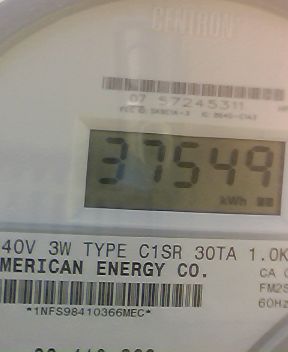 CENTRON
07 57245311
37549
kWh
40V 3W TYPE C1SR 30TA 1.0K
MERICAN ENERGY CO.
CA
FM2S
60Hz
*1NFS98410366MEC*